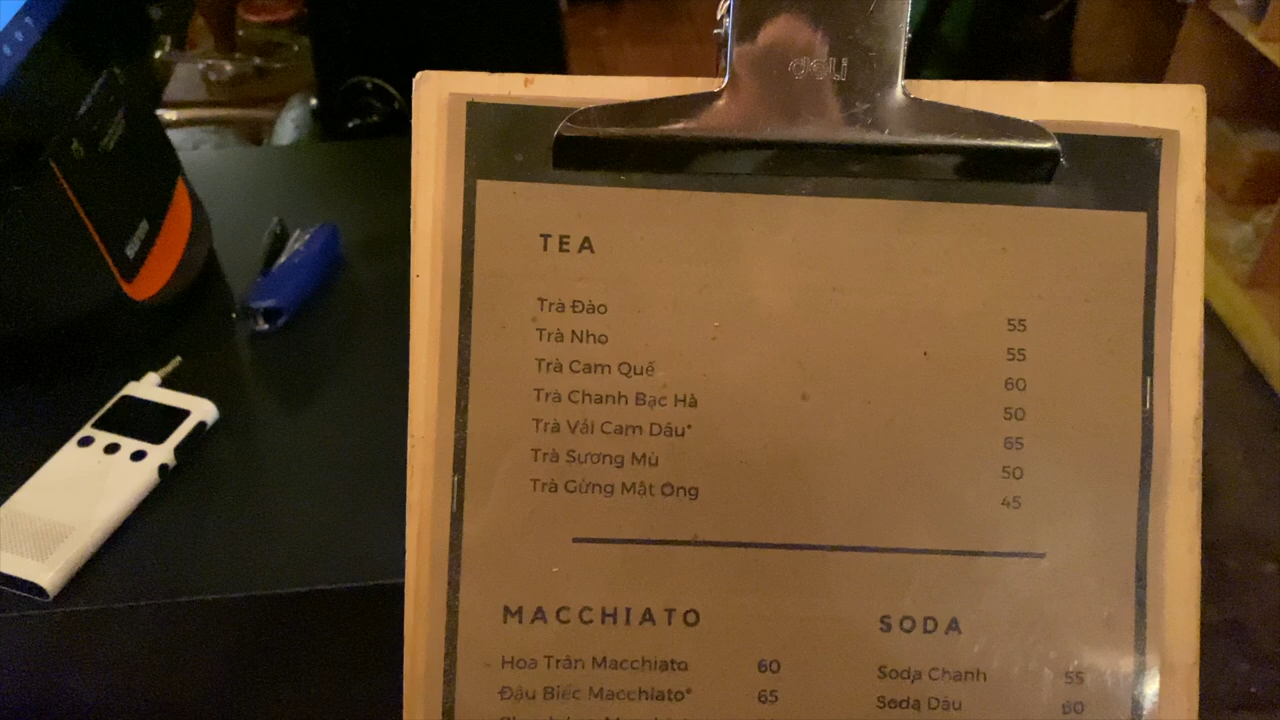 deli
TEA
Trà Đào 55
Trà Nho 55
Trà Cam Quế 60
Trà Chanh Bạc Hà 50
Trà Vải Cam Dâu* 65
Trà Sương Mù 50
Trà Gừng Mật Ong 45
MACCHIATO
Hoa Trân Macchiato 60
Đậu Biếc Macchiato* 65
SODA
Soda Chanh 55
Soda Dâu 60